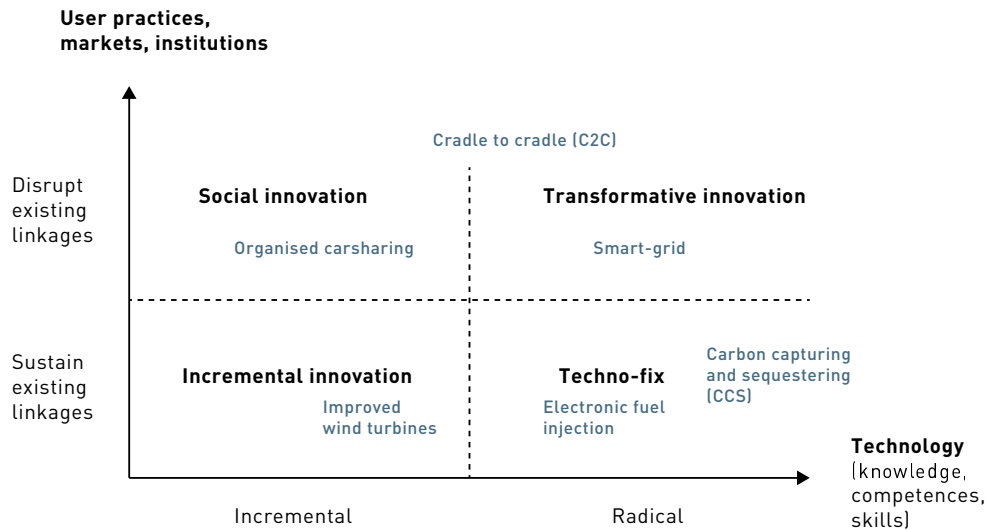 User practices,
markets, institutions
Cradle to cradle (C2C)
Disrupt
existing
linkages
Social innovation
Transformative innovation
Organised carsharing
Smart-grid
Sustain
existing
linkages
Incremental innovation
Improved
wind turbines
Techno-fix
Electronic fuel
injection
Carbon capturing
and sequestering
(CCS)
Technology
(knowledge,
competences,
skills)
Incremental
Radical